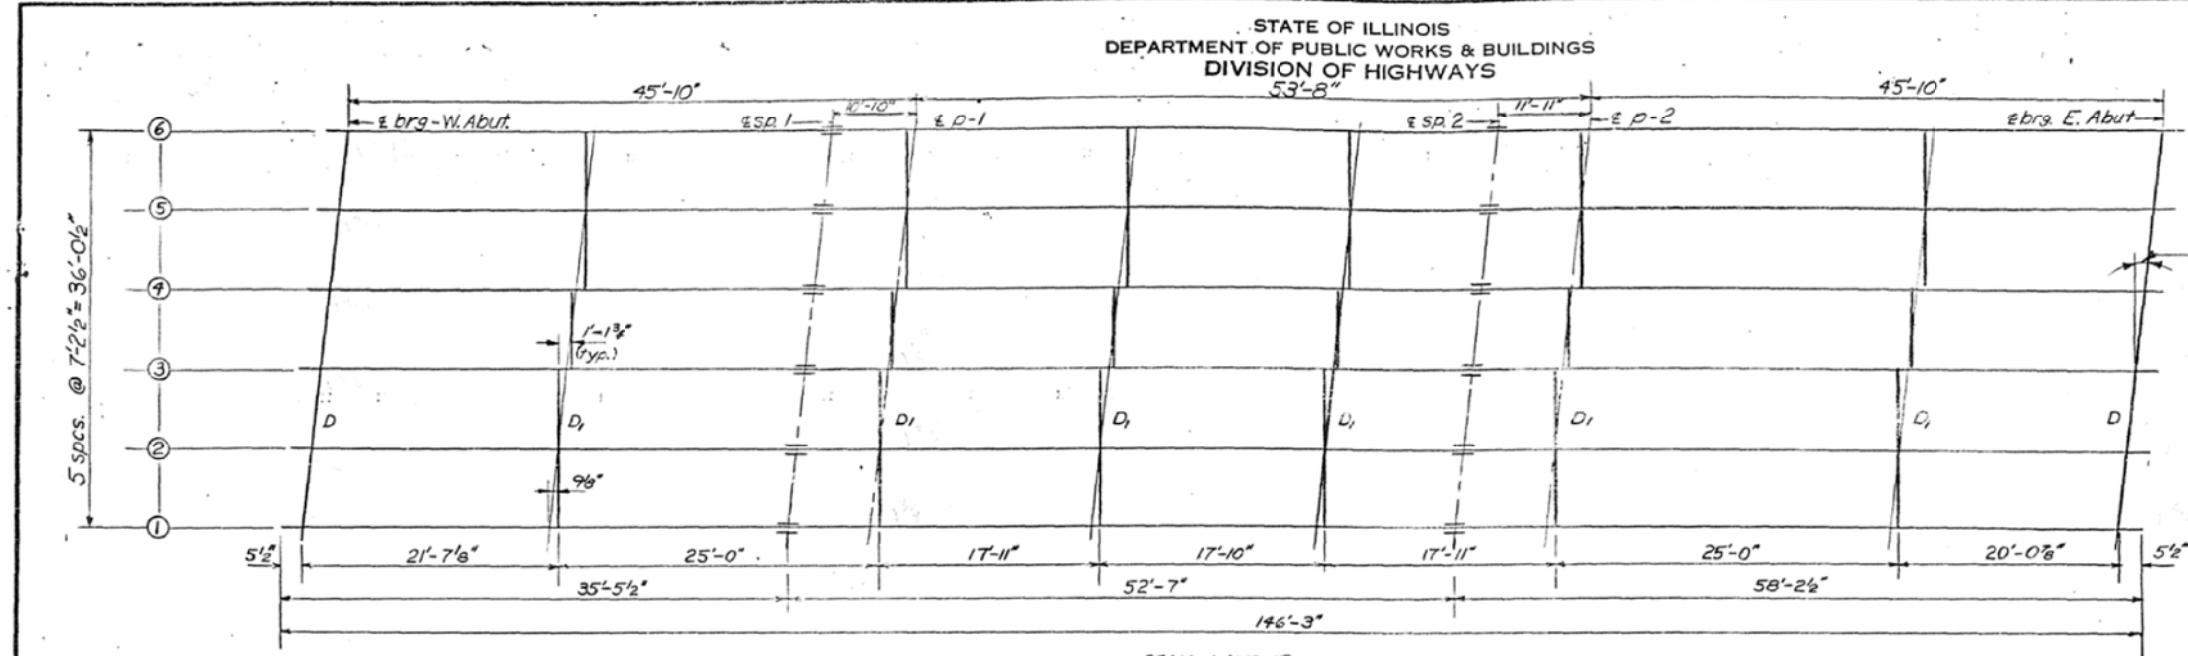 STATE OF ILLINOIS
DEPARTMENT OF PUBLIC WORKS & BUILDINGS
DIVISION OF HIGHWAYS
45'-10" 53'-8" 45'-10"
10'-10" 11'-11"
℄ brg-W. Abut. ℄ sp. 1 ℄ p-1 ℄ sp. 2 ℄ p-2 ℄ brg. E. Abut
6
5
4
3
2
1
5 spcs. @ 7'-2½" = 36'-0½"
1'-1¾"
(typ.)
D D₁ D₁ D₁ D₁ D₁ D₁ D
5½" 21'-7⅛" 25'-0" 17'-11" 17'-10" 17'-11" 25'-0" 20'-0⅞" 5½"
35'-5½" 52'-7" 58'-2½"
146'-3"